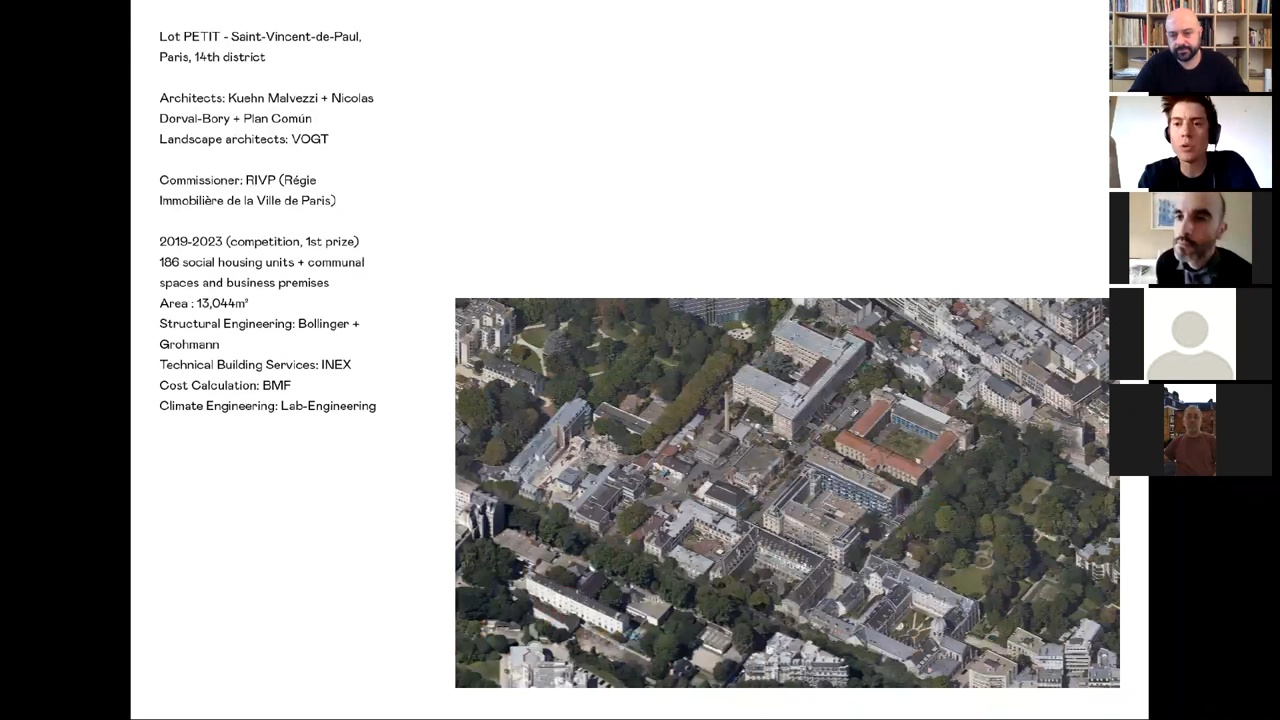 Lot PETIT - Saint-Vincent-de-Paul,
Paris, 14th district
Architects: Kuehn Malvezzi + Nicolas
Dorval-Bory + Plan Común
Landscape architects: VOGT
Commissioner: RIVP (Régie
Immobilière de la Ville de Paris)
2019-2023 (competition, 1st prize)
186 social housing units + communal
spaces and business premises
Area : 13,044m²
Structural Engineering: Bollinger +
Grohmann
Technical Building Services: INEX
Cost Calculation: BMF
Climate Engineering: Lab-Engineering